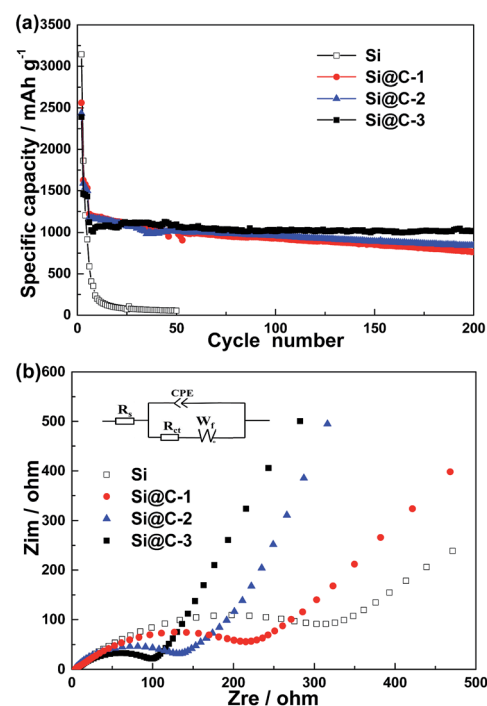 (a)
3500
3000
2500
2000
1500
1000
500
0
Specific capacity / mAh g⁻¹
Si
Si@C-1
Si@C-2
Si@C-3
0 50 100 150 200
Cycle number
(b)
600
500
400
300
200
100
0
Zim / ohm
CPE
Rs
Rct Wf
Si
Si@C-1
Si@C-2
Si@C-3
0 100 200 300 400 500
Zre / ohm